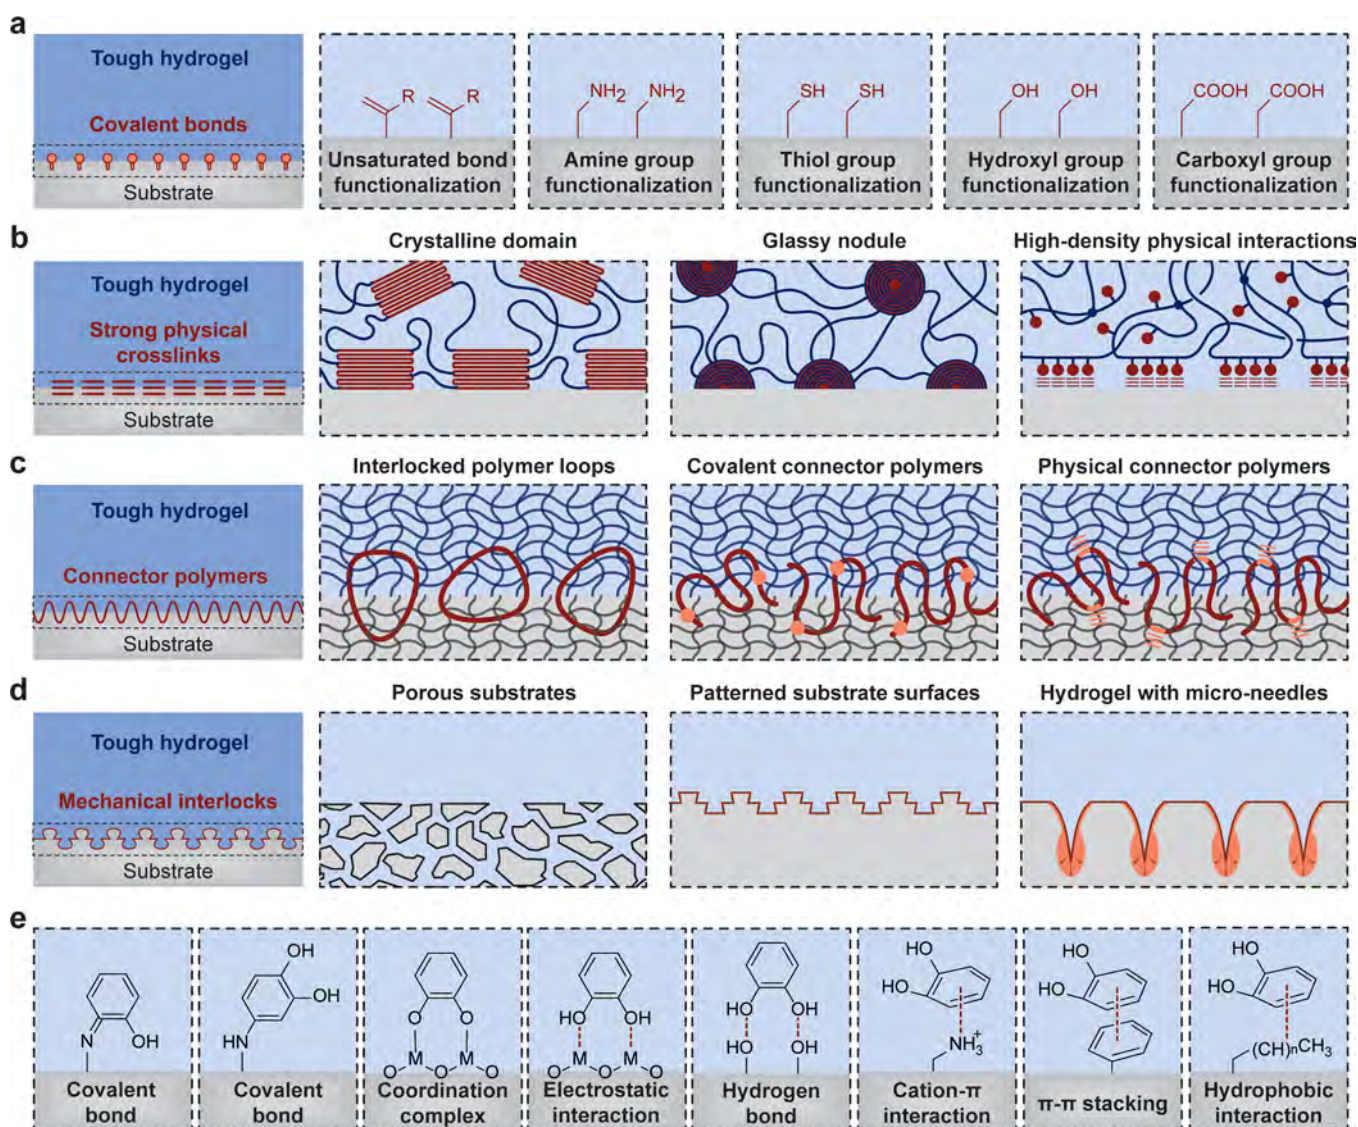 a
Tough hydrogel
Covalent bonds
Substrate
R
R
Unsaturated bond
functionalization
NH2
NH2
Amine group
functionalization
SH
SH
Thiol group
functionalization
OH
OH
Hydroxyl group
functionalization
COOH
COOH
Carboxyl group
functionalization
b
Tough hydrogel
Strong physical
crosslinks
Substrate
Crystalline domain
Glassy nodule
High-density physical interactions
c
Tough hydrogel
Connector polymers
Substrate
Interlocked polymer loops
Covalent connector polymers
Physical connector polymers
d
Tough hydrogel
Mechanical interlocks
Substrate
Porous substrates
Patterned substrate surfaces
Hydrogel with micro-needles
e
N
OH
Covalent
bond
OH
OH
HN
Covalent
bond
O
O
M
M
O
O
O
Coordination
complex
HO
OH
M
M
O
O
O
Electrostatic
interaction
HO
OH
HO
OH
Hydrogen
bond
HO
HO
NH3+
Cation-π
interaction
HO
HO
π-π stacking
HO
HO
(CH)nCH3
Hydrophobic
interaction